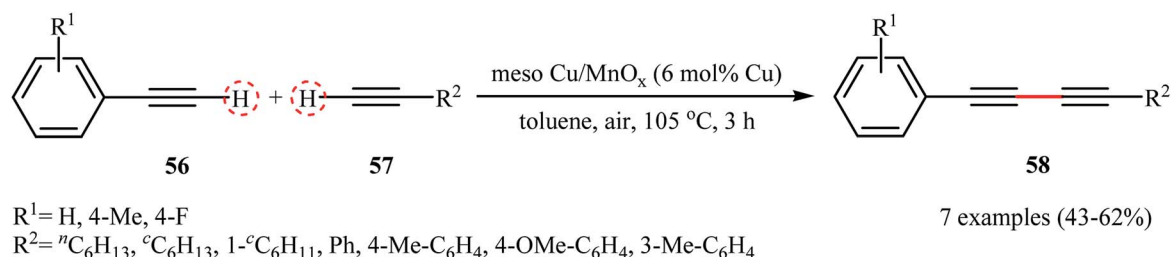 R¹
R¹
meso Cu/MnOₓ (6 mol% Cu)
H + H R² R²
toluene, air, 105 °C, 3 h
56 57 58
R¹= H, 4-Me, 4-F 7 examples (43-62%)
R²= ⁿC₆H₁₃, ᶜC₆H₁₃, 1-ᶜC₆H₁₁, Ph, 4-Me-C₆H₄, 4-OMe-C₆H₄, 3-Me-C₆H₄